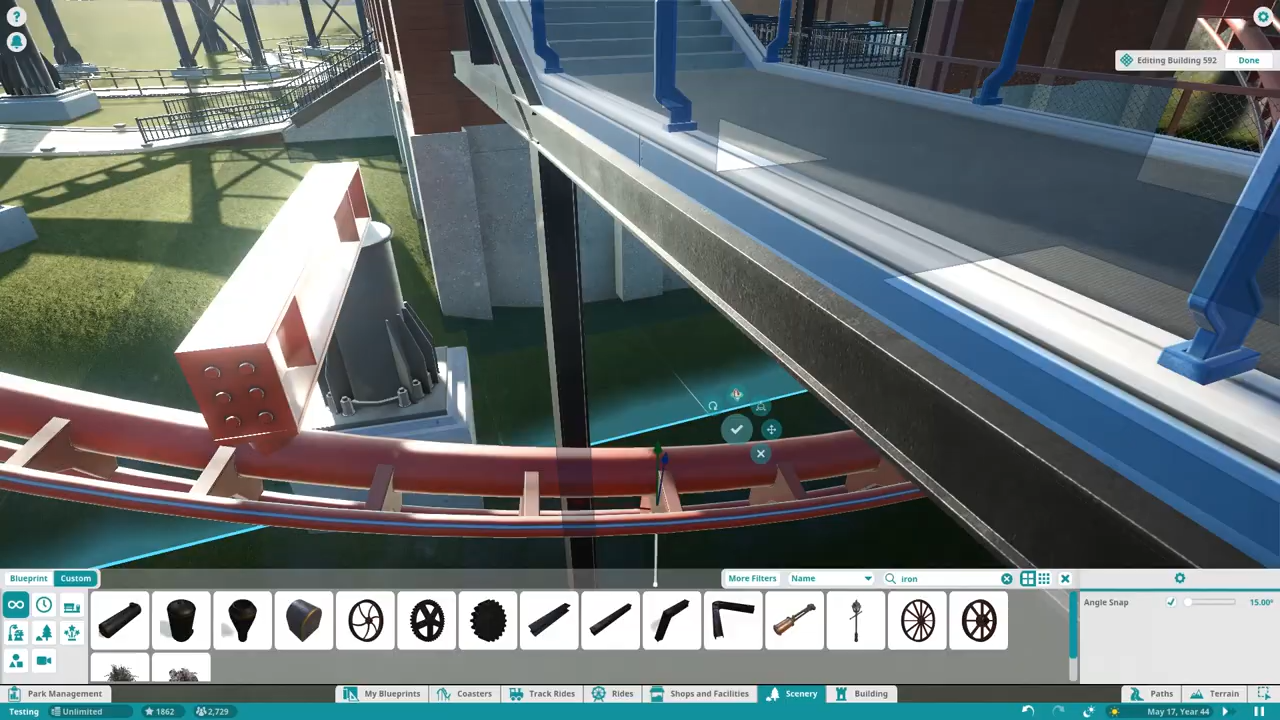 ?
Editing Building 592
Done
Blueprint
Custom
More Filters
Name
iron
Angle Snap
15.00°
Park Management
My Blueprints
Coasters
Track Rides
Rides
Shops and Facilities
Scenery
Building
Paths
Terrain
Testing
Unlimited
1862
2,729
May 17, Year 44